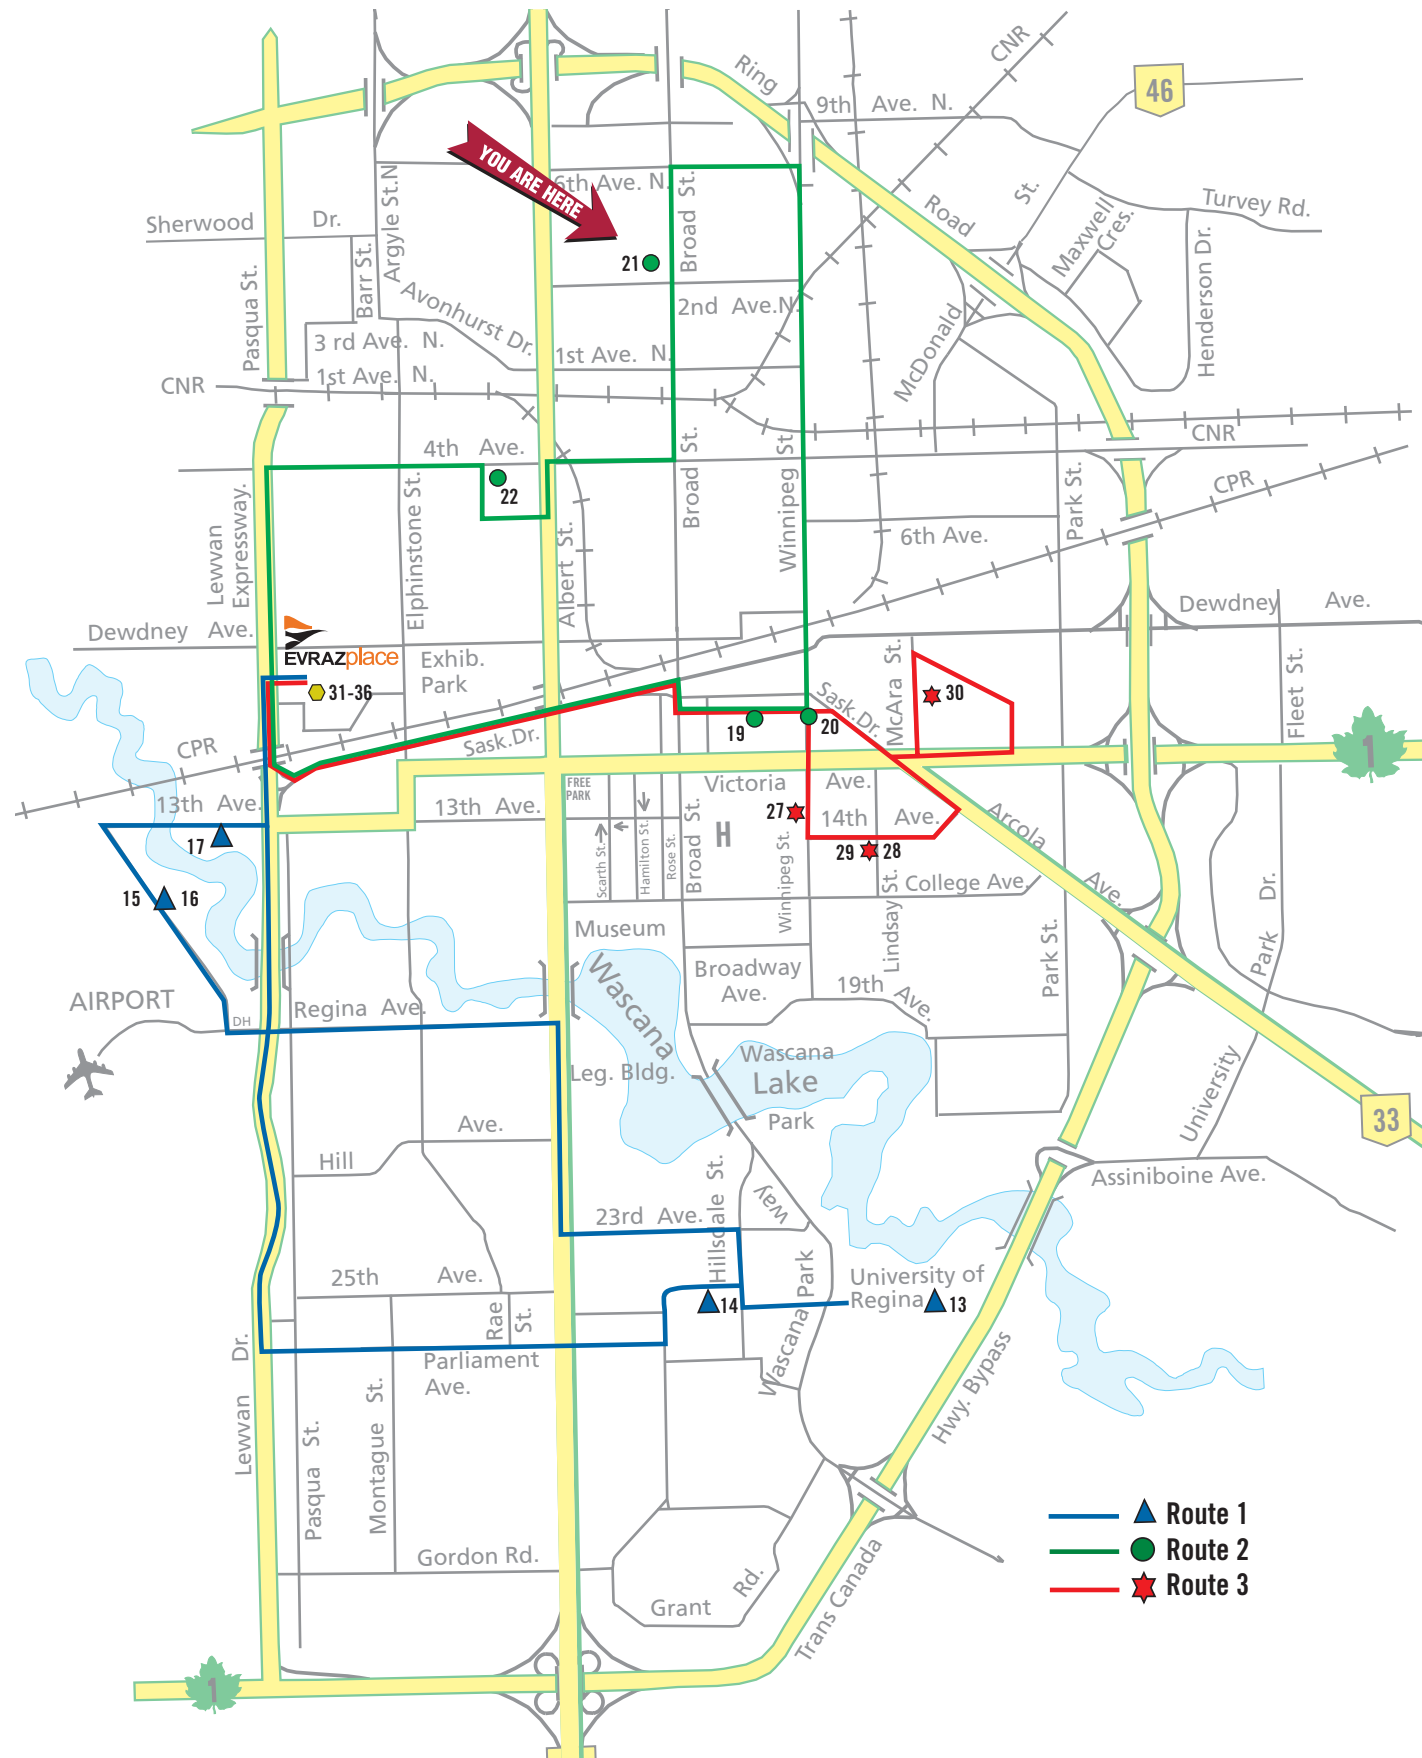 CNR
Ring
46
9th Ave. N.
YOU ARE HERE
6th Ave. N.
Argyle St.N
Broad St.
St.
Turvey Rd.
Sherwood Dr.
Road
Maxwell
Cres.
Barr St.
Pasqua St.
21
Henderson Dr.
Avonhurst Dr.
2nd Ave.N.
3 rd Ave. N.
1st Ave. N.
McDonald
1st Ave. N.
CNR
4th Ave.
CNR
Broad St.
Winnipeg St.
Park St.
CPR
22
Elphinstone St.
Lewvan
Expressway.
Albert St.
6th Ave.
Dewdney Ave.
Dewdney Ave.
EVRAZplace
Exhib.
Park
31-36
McAra St.
30
Fleet St.
Sask.Dr.
19
20
Sask.Dr.
CPR
1
FREE
PARK
Victoria Ave.
13th Ave.
13th Ave.
27
14th Ave.
Arcola Ave.
17
Scarth St.
Hamilton St.
Rose St.
Broad St.
H
Winnipeg St.
29
28
15
16
College Ave.
Lindsay St.
Park Dr.
Museum
Park St.
Broadway
Ave.
19th Ave.
AIRPORT
Regina Ave.
DH
Wascana
Wascana
Lake
Park
Leg. Bldg.
University
33
Hill Ave.
Assiniboine Ave.
Hillsdale St.
way
23rd Ave.
25th Ave.
Wascana Park
University of
Regina
13
14
Rae St.
Lewvan Dr.
Parliament
Ave.
Hwy. Bypass
Pasqua St.
Montague St.
Route 1
Route 2
Route 3
Gordon Rd.
Grant Rd.
Trans Canada
1